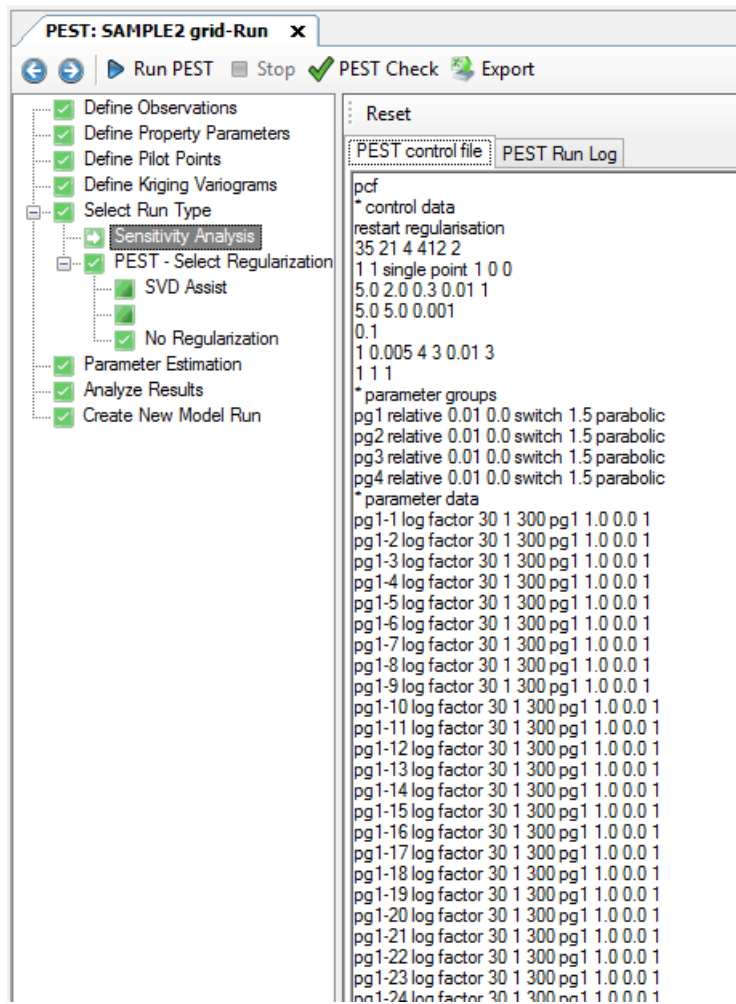 PEST: SAMPLE2 grid-Run x
Run PEST Stop PEST Check Export
Define Observations
Define Property Parameters
Define Pilot Points
Define Kriging Variograms
Select Run Type
Sensitivity Analysis
PEST - Select Regularization
SVD Assist
No Regularization
Parameter Estimation
Analyze Results
Create New Model Run
Reset
PEST control file PEST Run Log
pcf
* control data
restart regularisation
35 21 4 412 2
1 1 single point 1 0 0
5.0 2.0 0.3 0.01 1
5.0 5.0 0.001
0.1
1 0.005 4 3 0.01 3
1 1 1
* parameter groups
pg1 relative 0.01 0.0 switch 1.5 parabolic
pg2 relative 0.01 0.0 switch 1.5 parabolic
pg3 relative 0.01 0.0 switch 1.5 parabolic
pg4 relative 0.01 0.0 switch 1.5 parabolic
* parameter data
pg1-1 log factor 30 1 300 pg1 1.0 0.0 1
pg1-2 log factor 30 1 300 pg1 1.0 0.0 1
pg1-3 log factor 30 1 300 pg1 1.0 0.0 1
pg1-4 log factor 30 1 300 pg1 1.0 0.0 1
pg1-5 log factor 30 1 300 pg1 1.0 0.0 1
pg1-6 log factor 30 1 300 pg1 1.0 0.0 1
pg1-7 log factor 30 1 300 pg1 1.0 0.0 1
pg1-8 log factor 30 1 300 pg1 1.0 0.0 1
pg1-9 log factor 30 1 300 pg1 1.0 0.0 1
pg1-10 log factor 30 1 300 pg1 1.0 0.0 1
pg1-11 log factor 30 1 300 pg1 1.0 0.0 1
pg1-12 log factor 30 1 300 pg1 1.0 0.0 1
pg1-13 log factor 30 1 300 pg1 1.0 0.0 1
pg1-14 log factor 30 1 300 pg1 1.0 0.0 1
pg1-15 log factor 30 1 300 pg1 1.0 0.0 1
pg1-16 log factor 30 1 300 pg1 1.0 0.0 1
pg1-17 log factor 30 1 300 pg1 1.0 0.0 1
pg1-18 log factor 30 1 300 pg1 1.0 0.0 1
pg1-19 log factor 30 1 300 pg1 1.0 0.0 1
pg1-20 log factor 30 1 300 pg1 1.0 0.0 1
pg1-21 log factor 30 1 300 pg1 1.0 0.0 1
pg1-22 log factor 30 1 300 pg1 1.0 0.0 1
pg1-23 log factor 30 1 300 pg1 1.0 0.0 1
pg1-24 log factor 30 1 300 pg1 1.0 0.0 1